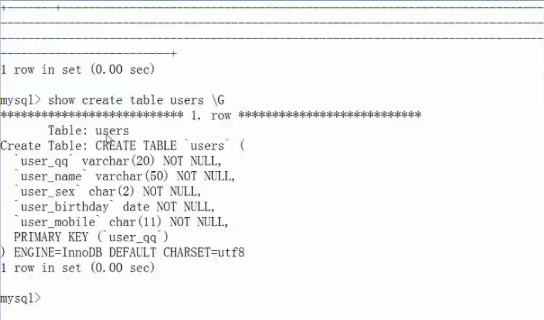 +-------+------------------------------------------------------------------------
--------------------------------------------------------------------------------
--------------------------------------------------------------------------------
-------------------------+
1 row in set (0.00 sec)
mysql> show create table users \G
*************************** 1. row ***************************
Table: users
Create Table: CREATE TABLE `users` (
`user_qq` varchar(20) NOT NULL,
`user_name` varchar(50) NOT NULL,
`user_sex` char(2) NOT NULL,
`user_birthday` date NOT NULL,
`user_mobile` char(11) NOT NULL,
PRIMARY KEY (`user_qq`)
) ENGINE=InnoDB DEFAULT CHARSET=utf8
1 row in set (0.00 sec)
mysql>